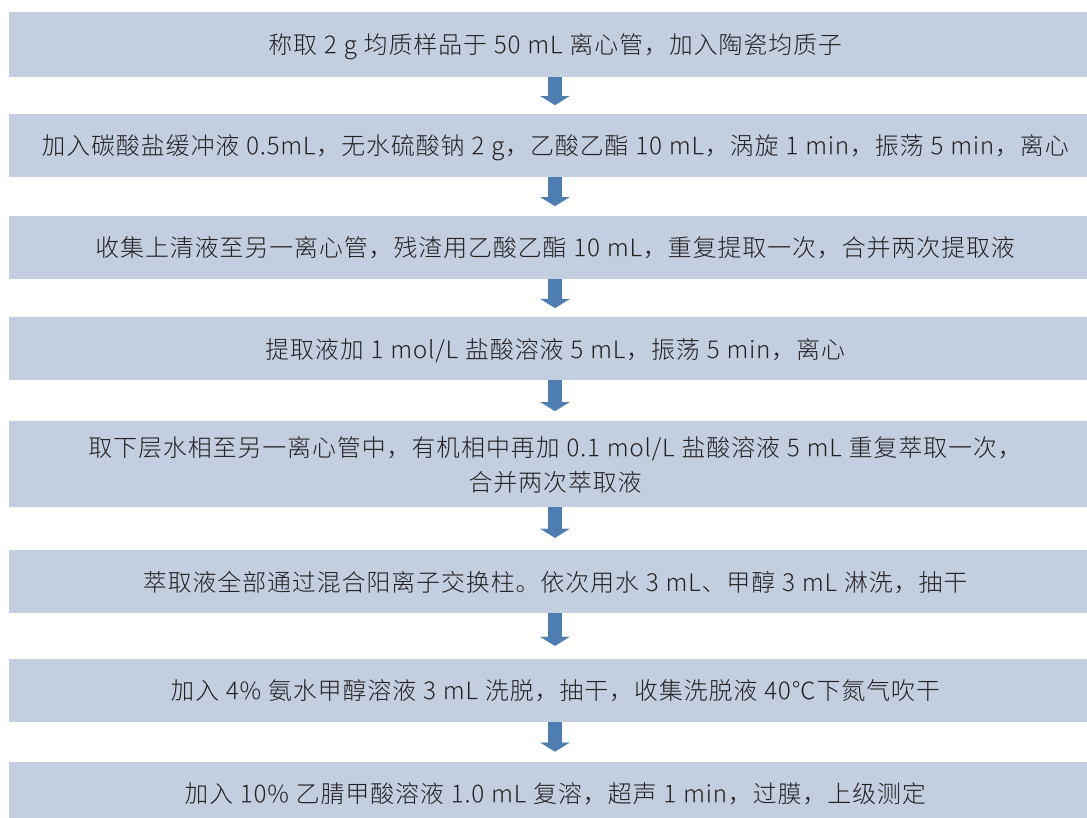 称取 2 g 均质样品于 50 mL 离心管，加入陶瓷均质子
加入碳酸盐缓冲液 0.5mL，无水硫酸钠 2 g，乙酸乙酯 10 mL，涡旋 1 min，振荡 5 min，离心
收集上清液至另一离心管，残渣用乙酸乙酯 10 mL，重复提取一次，合并两次提取液
提取液加 1 mol/L 盐酸溶液 5 mL，振荡 5 min，离心
取下层水相至另一离心管中，有机相中再加 0.1 mol/L 盐酸溶液 5 mL 重复萃取一次，
合并两次萃取液
萃取液全部通过混合阳离子交换柱。依次用水 3 mL、甲醇 3 mL 淋洗，抽干
加入 4% 氨水甲醇溶液 3 mL 洗脱，抽干，收集洗脱液 40℃下氮气吹干
加入 10% 乙腈甲酸溶液 1.0 mL 复溶，超声 1 min，过膜，上级测定